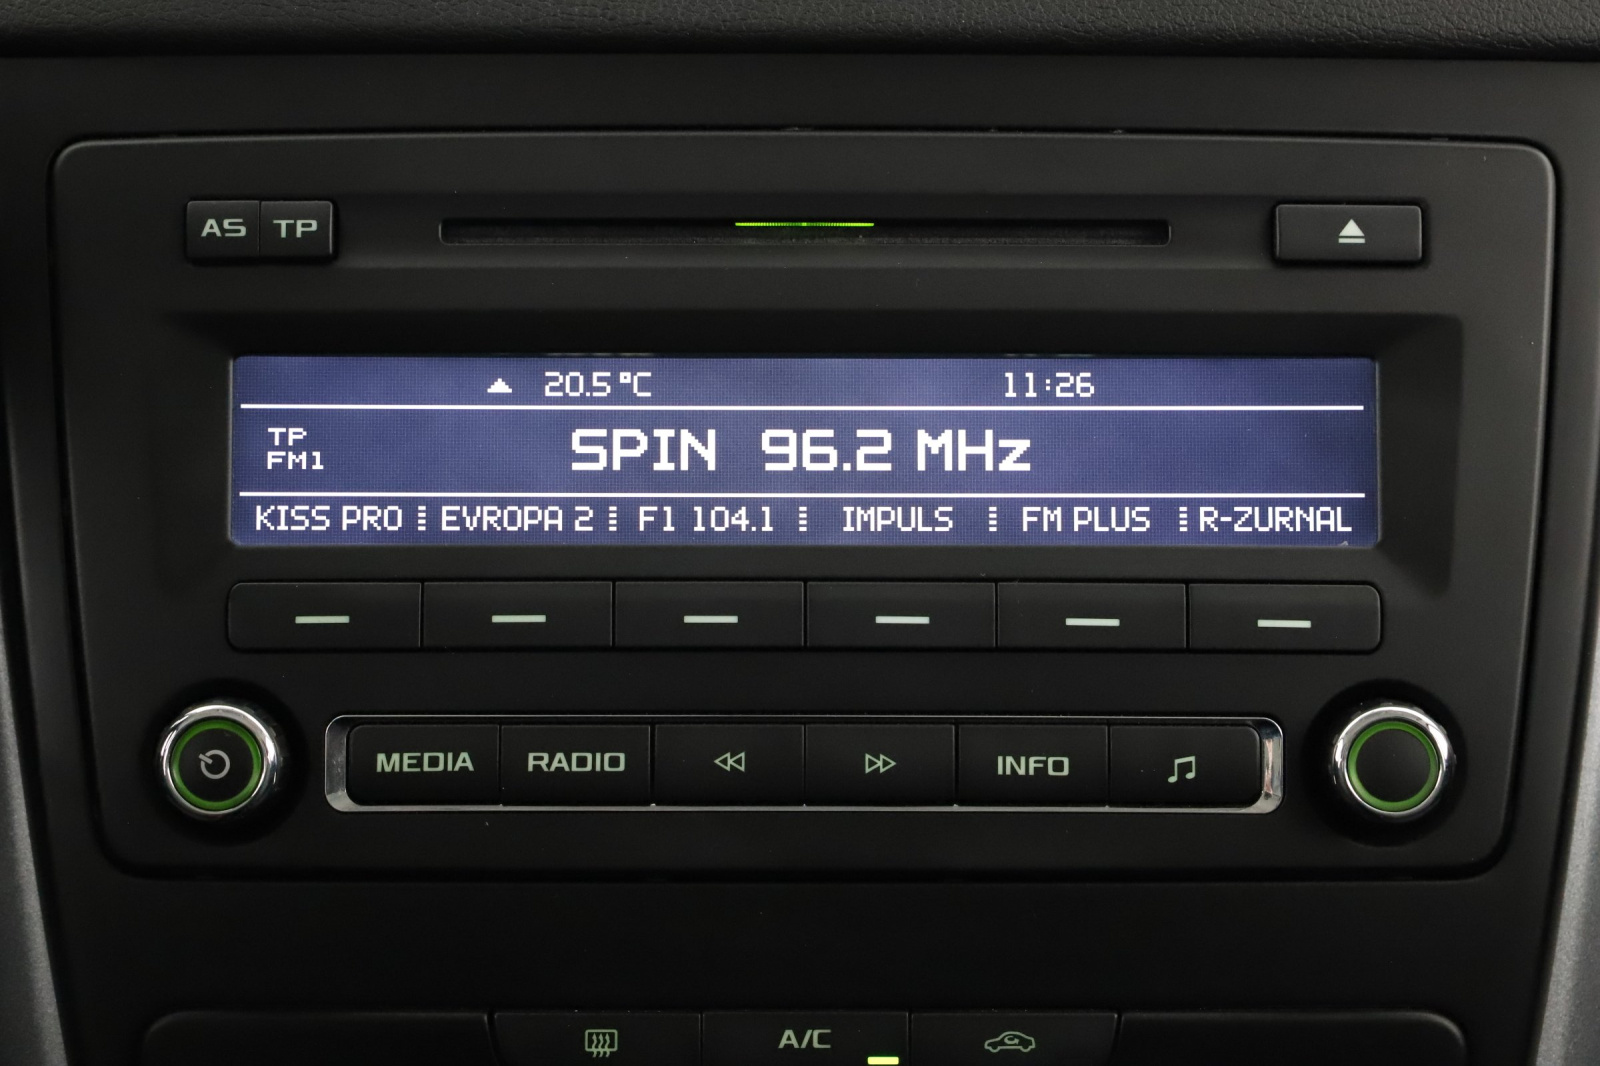 AS TP
20.5°C 11:26
TP
FM1
SPIN 96.2 MHz
KISS PRO EVROPA 2 F1 104.1 IMPULS FM PLUS R-ZURNAL
MEDIA RADIO INFO
A/C